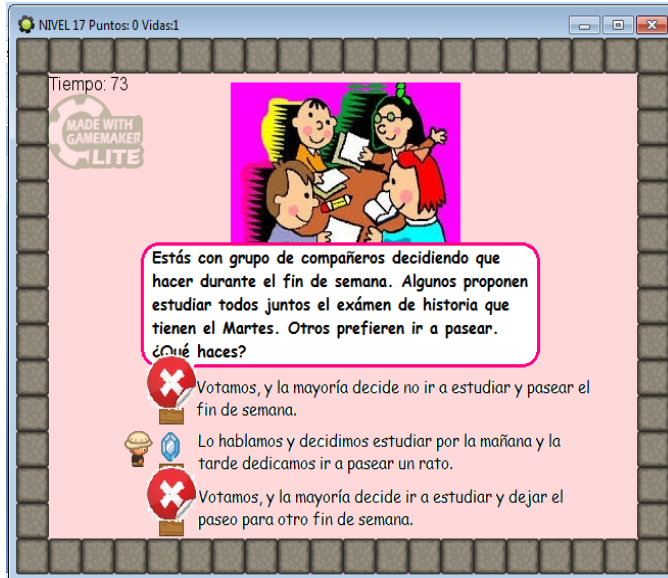 NIVEL 17 Puntos: 0 Vidas:1
Tiempo: 73
MADE WITH
GAMEMAKER
LITE
Estás con grupo de compañeros decidiendo que
hacer durante el fin de semana. Algunos proponen
estudiar todos juntos el exámen de historia que
tienen el Martes. Otros prefieren ir a pasear.
¿Qué haces?
Votamos, y la mayoría decide no ir a estudiar y pasear el
fin de semana.
Lo hablamos y decidimos estudiar por la mañana y la
tarde dedicamos ir a pasear un rato.
Votamos, y la mayoría decide ir a estudiar y dejar el
paseo para otro fin de semana.